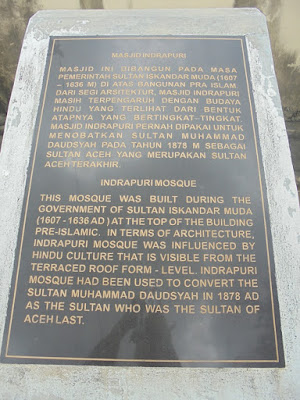 MASJID INDRAPURI
MASJID INI DIBANGUN PADA MASA
PEMERINTAH SULTAN ISKANDAR MUDA (1607
– 1636 M) DI ATAS BANGUNAN PRA ISLAM.
DARI SEGI ARSITEKTUR, MASJID INDRAPURI
MASIH TERPENGARUH DENGAN BUDAYA
HINDU YANG TERLIHAT DARI BENTUK
ATAPNYA YANG BERTINGKAT-TINGKAT.
MASJID INDRAPURI PERNAH DIPAKAI UNTUK
MENOBATKAN SULTAN MUHAMMAD
DAUDSYAH PADA TAHUN 1878 M SEBAGAI
SULTAN ACEH YANG MERUPAKAN SULTAN
ACEH TERAKHIR.
INDRAPURI MOSQUE
THIS MOSQUE WAS BUILT DURING THE
GOVERNMENT OF SULTAN ISKANDAR MUDA
(1607 - 1636 AD) AT THE TOP OF THE BUILDING
PRE-ISLAMIC. IN TERMS OF ARCHITECTURE,
INDRAPURI MOSQUE WAS INFLUENCED BY
HINDU CULTURE THAT IS VISIBLE FROM THE
TERRACED ROOF FORM - LEVEL. INDRAPURI
MOSQUE HAD BEEN USED TO CONVERT THE
SULTAN MUHAMMAD DAUDSYAH IN 1878 AD
AS THE SULTAN WHO WAS THE SULTAN OF
ACEH LAST.